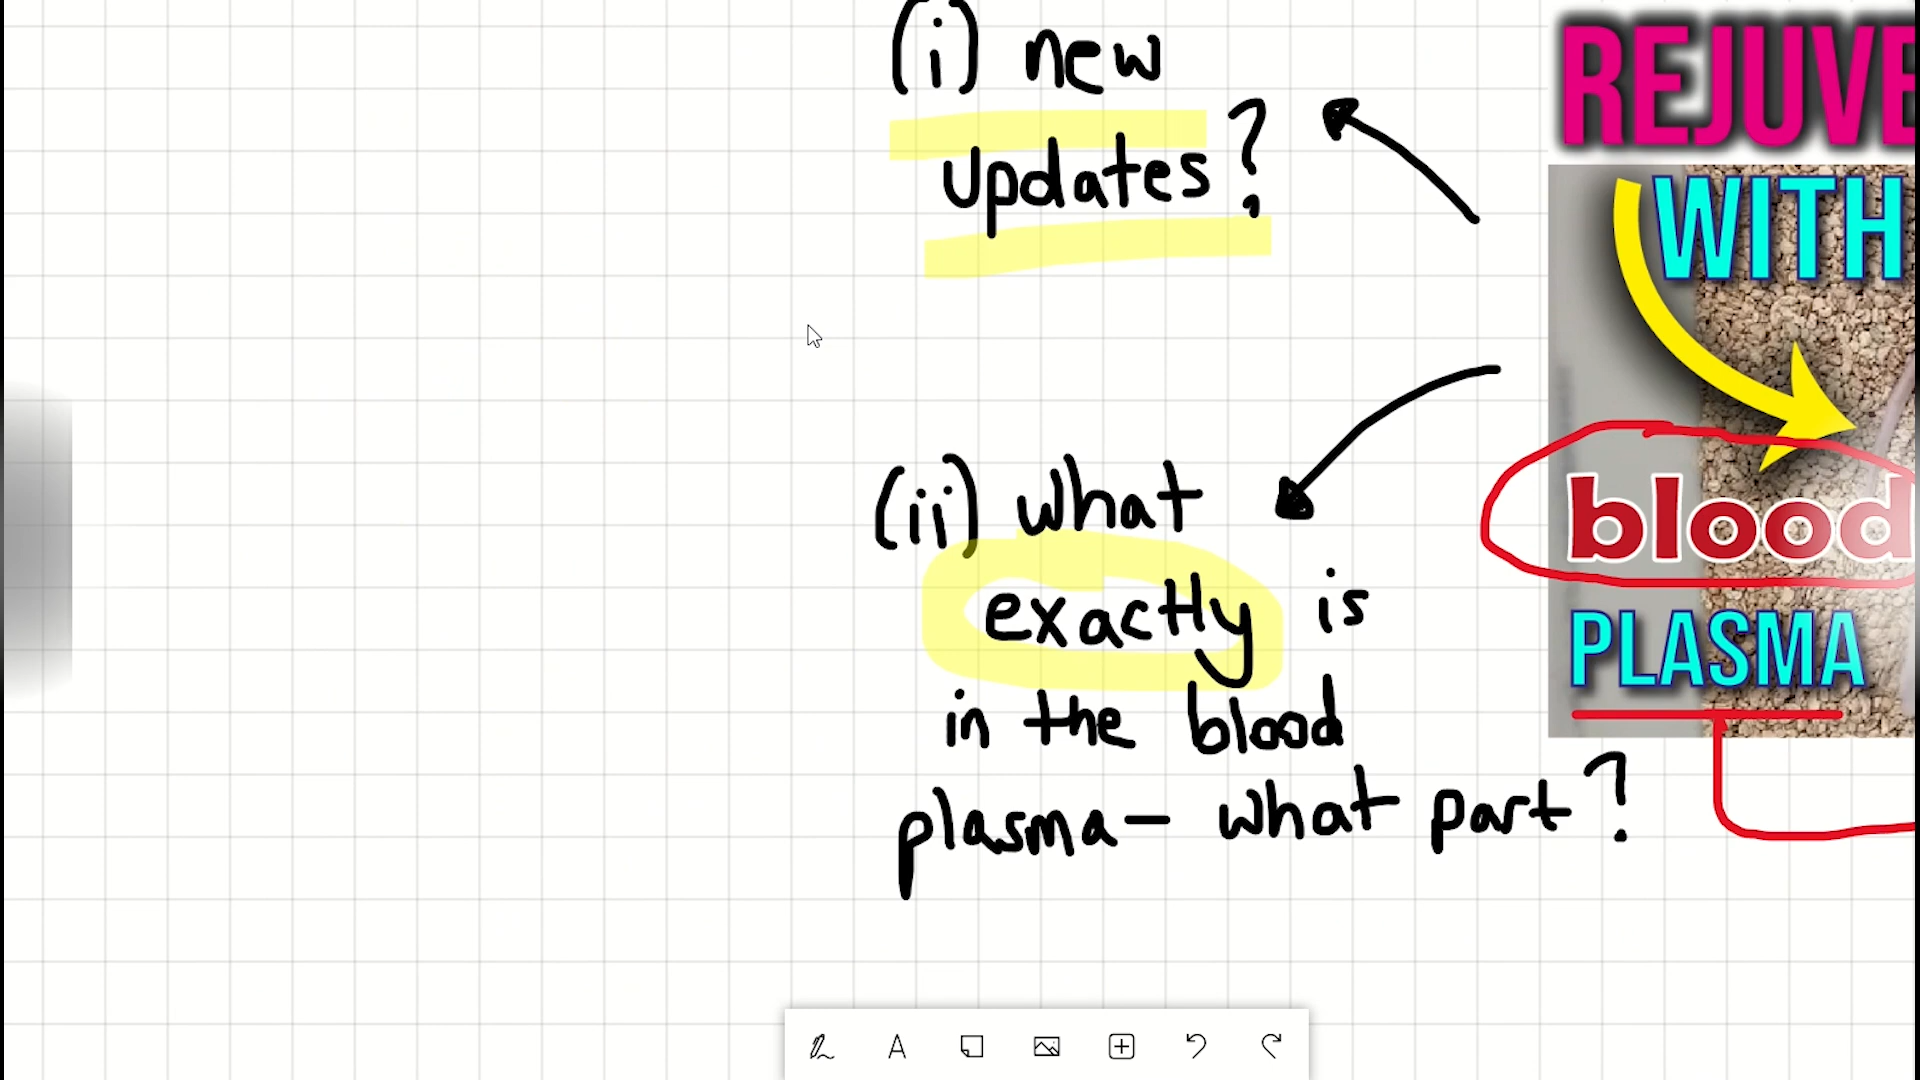 (i) new
updates?
(ii) what
exactly is
in the blood
plasma – what part?
REJUVE
WITH
blood
PLASMA